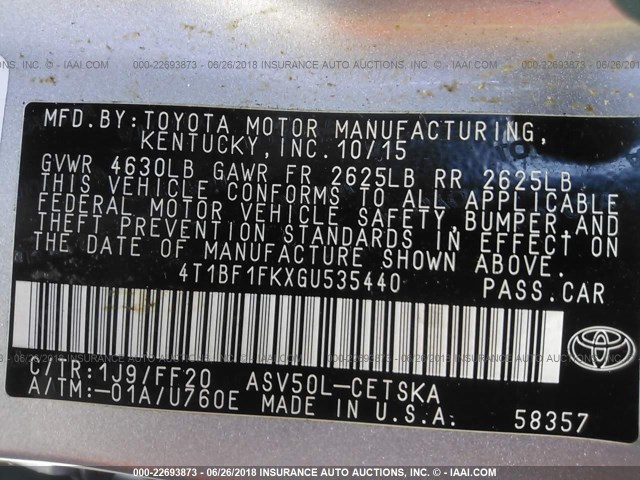 000-22693873 | 06/26/2018 INSURANCE AUTO AUCTIONS, INC. © - IAAI.COM
MFD.BY:TOYOTA MOTOR MANUFACTURING,
KENTUCKY,INC.10/15
GVWR 4630LB GAWR FR 2625LB RR 2625LB
THIS VEHICLE CONFORMS TO ALL APPLICABLE
FEDERAL MOTOR VEHICLE SAFETY,BUMPER,AND
THEFT PREVENTION STANDARDS IN EFFECT ON
THE DATE OF MANUFACTURE SHOWN ABOVE.
4T1BF1FKXGU535440 PASS.CAR
C/TR:1J9/FF20 ASV50L-CETSKA
A/TM:-01A/U760E MADE IN U.S.A. 58357
000-22693873 | 06/26/2018 INSURANCE AUTO AUCTIONS, INC. © - IAAI.COM